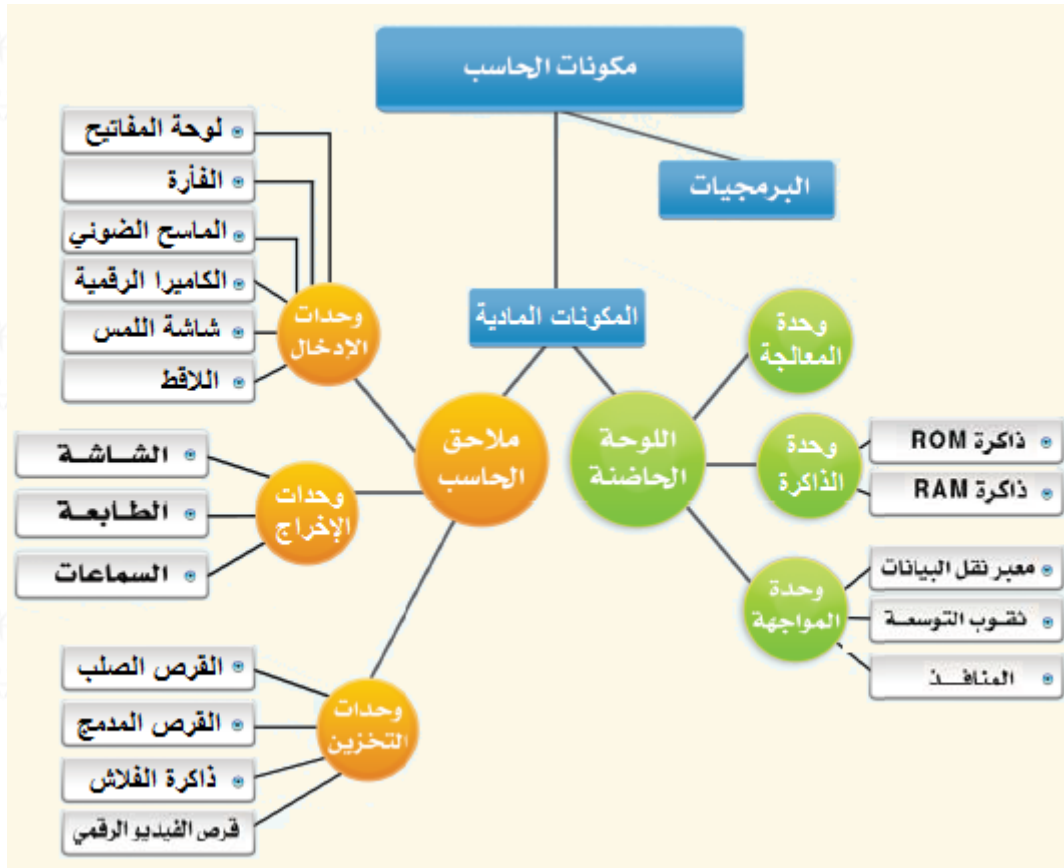 مكونات الحاسب
البرمجيات
المكونات المادية
اللوحة
الحاضنة
وحدة
المعالجة
وحدة
الذاكرة
ذاكرة ROM
ذاكرة RAM
وحدة
المواجهة
معبر نقل البيانات
ثقوب التوسعة
المنافذ
ملاحق
الحاسب
وحدات
الإدخال
لوحة المفاتيح
الفأرة
الماسح الضوئي
الكاميرا الرقمية
شاشة اللمس
اللاقط
وحدات
الإخراج
الشاشة
الطابعة
السماعات
وحدات
التخزين
القرص الصلب
القرص المدمج
ذاكرة الفلاش
قرص الفيديو الرقمي